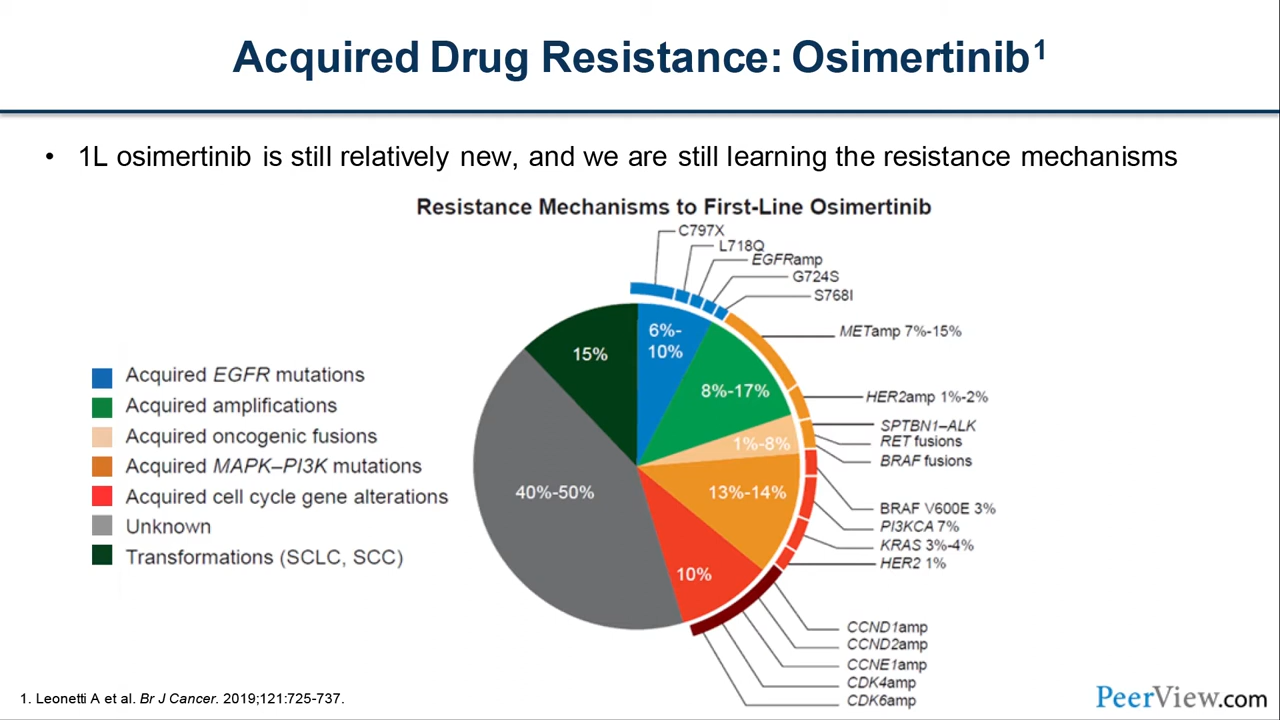 Acquired Drug Resistance: Osimertinib1
• 1L osimertinib is still relatively new, and we are still learning the resistance mechanisms
Resistance Mechanisms to First-Line Osimertinib
C797X
L718Q
EGFRamp
G724S
S768I
METamp 7%-15%
HER2amp 1%-2%
SPTBN1–ALK
RET fusions
BRAF fusions
BRAF V600E 3%
PI3KCA 7%
KRAS 3%-4%
HER2 1%
CCND1amp
CCND2amp
CCNE1amp
CDK4amp
CDK6amp
6%-
10%
8%-17%
1%-8%
13%-14%
10%
40%-50%
15%
Acquired EGFR mutations
Acquired amplifications
Acquired oncogenic fusions
Acquired MAPK–PI3K mutations
Acquired cell cycle gene alterations
Unknown
Transformations (SCLC, SCC)
1. Leonetti A et al. Br J Cancer. 2019;121:725-737.
PeerView.com